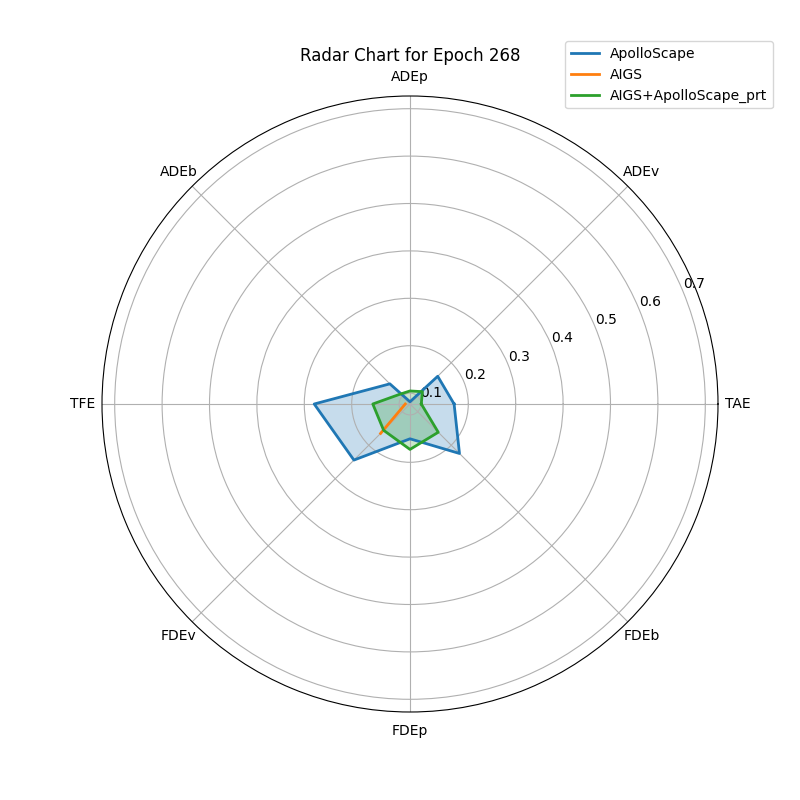 Radar Chart for Epoch 268
ApolloScape
AIGS
AIGS+ApolloScape_prt
ADEp
ADEb
ADEv
0.7
0.6
0.5
0.4
0.3
0.2
0.1
TFE
TAE
FDEv
FDEb
FDEp